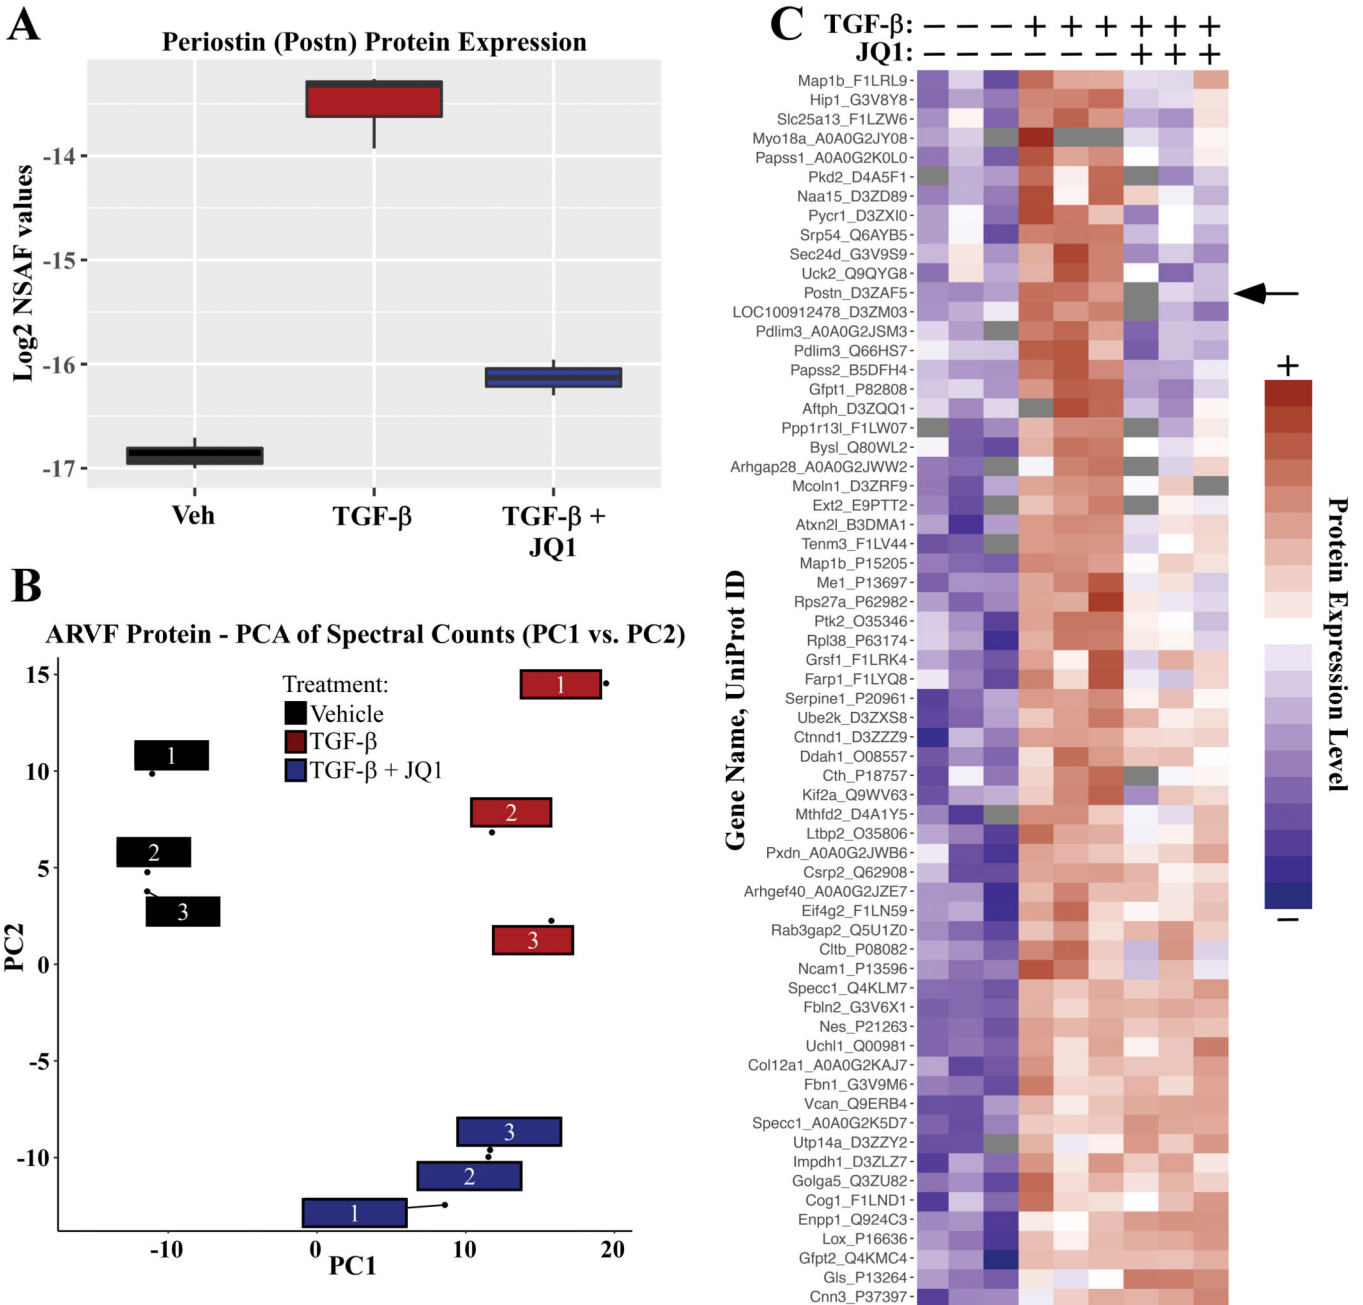 A
Periostin (Postn) Protein Expression
Log2 NSAF values
-14
-15
-16
-17
Veh
TGF-β
TGF-β +
JQ1
B
ARVF Protein - PCA of Spectral Counts (PC1 vs. PC2)
Treatment:
Vehicle
TGF-β
TGF-β + JQ1
1
2
3
1
2
3
3
2
1
15
10
5
0
-5
-10
PC2
-10
0
10
20
PC1
C
TGF-β: − − − + + + + + +
JQ1: − − − − − − + + +
Map1b_F1LRL9
Hip1_G3V8Y8
Slc25a13_F1LZW6
Myo18a_A0A0G2JY08
Papss1_A0A0G2K0L0
Pkd2_D4A5F1
Naa15_D3ZD89
Pycr1_D3ZXI0
Srp54_Q6AYB5
Sec24d_G3V9S9
Uck2_Q9QYG8
Postn_D3ZAF5
LOC100912478_D3ZM03
Pdlim3_A0A0G2JSM3
Pdlim3_Q66HS7
Papss2_B5DFH4
Gfpt1_P82808
Aftph_D3ZQQ1
Ppp1r13l_F1LW07
Bysl_Q80WL2
Arhgap28_A0A0G2JWW2
Mcoln1_D3ZRF9
Ext2_E9PTT2
Atxn2l_B3DMA1
Tenm3_F1LV44
Map1b_P15205
Me1_P13697
Rps27a_P62982
Ptk2_O35346
Rpl38_P63174
Grsf1_F1LRK4
Farp1_F1LYQ8
Serpine1_P20961
Ube2k_D3ZXS8
Ctnnd1_D3ZZZ9
Ddah1_O08557
Cth_P18757
Kif2a_Q9WV63
Mthfd2_D4A1Y5
Ltbp2_O35806
Pxdn_A0A0G2JWB6
Csrp2_Q62908
Arhgef40_A0A0G2JZE7
Eif4g2_F1LN59
Rab3gap2_Q5U1Z0
Cltb_P08082
Ncam1_P13596
Specc1_Q4KLM7
Fbln2_G3V6X1
Nes_P21263
Uchl1_Q00981
Col12a1_A0A0G2KAJ7
Fbn1_G3V9M6
Vcan_Q9ERB4
Specc1_A0A0G2K5D7
Utp14a_D3ZZY2
Impdh1_D3ZLZ7
Golga5_Q3ZU82
Cog1_F1LND1
Enpp1_Q924C3
Lox_P16636
Gfpt2_Q4KMC4
Gls_P13264
Cnn3_P37397
Gene Name, UniProt ID
+
−
Protein Expression Level